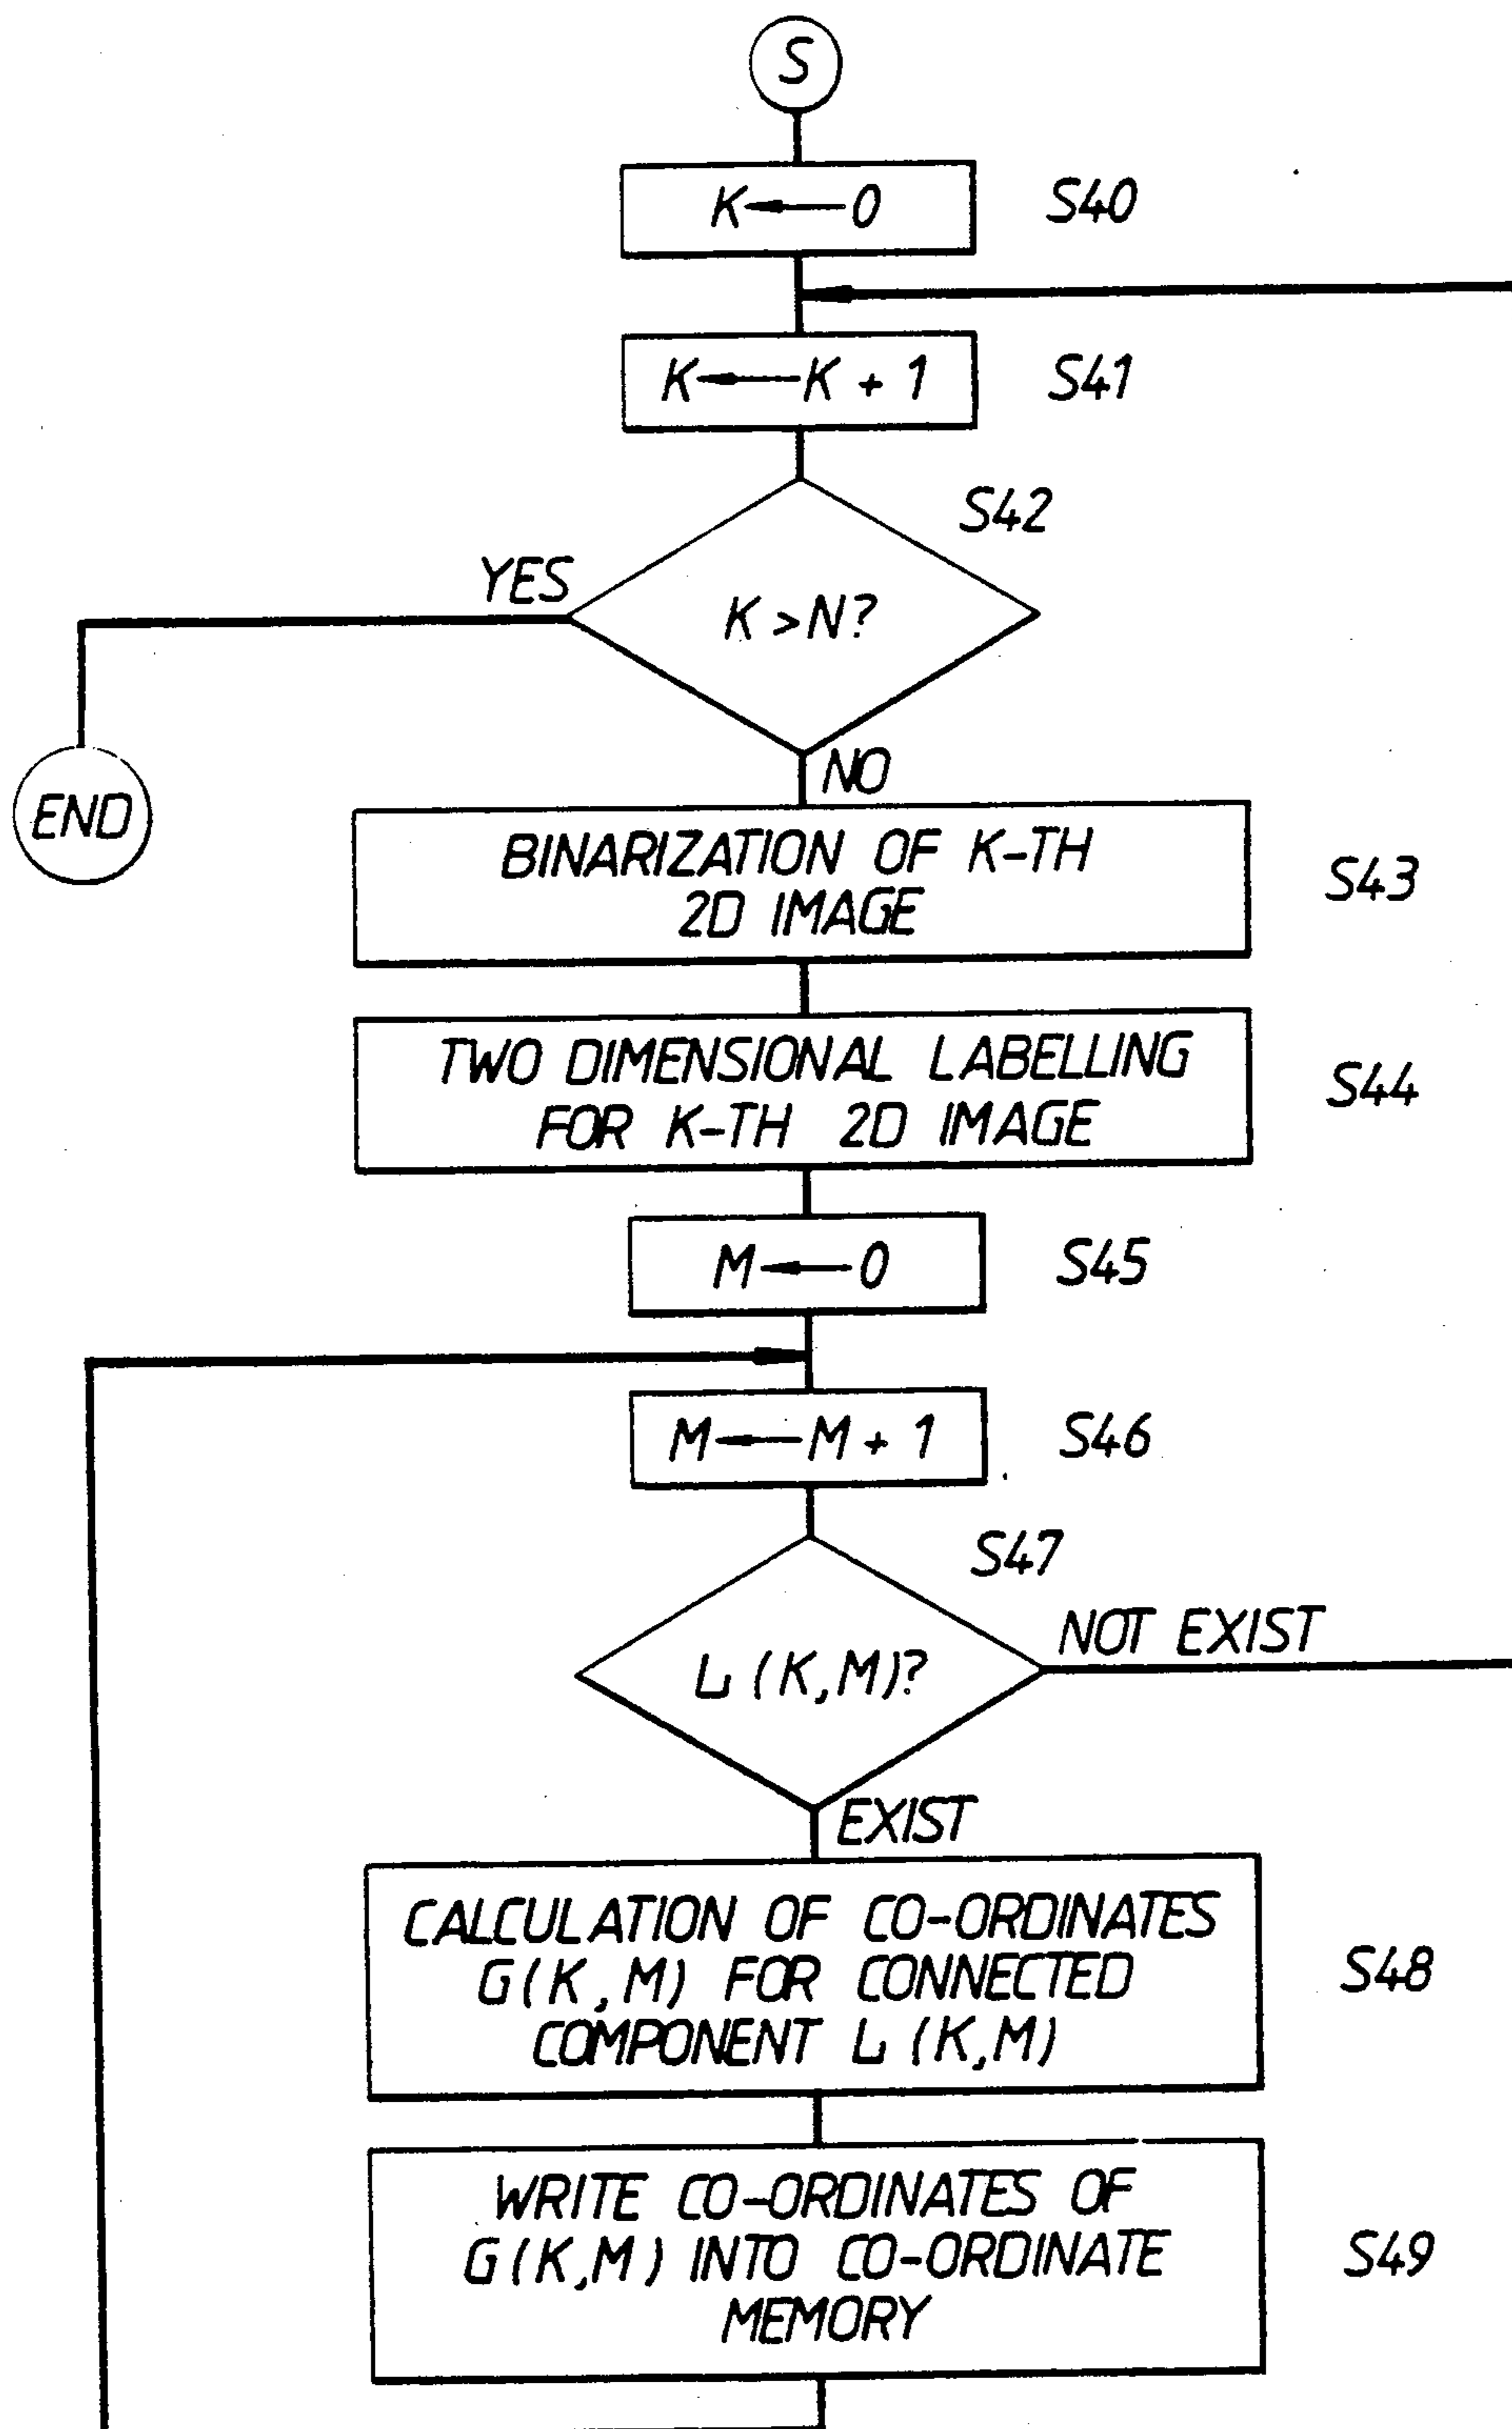 S
K←0
S40
K←K + 1
S41
S42
YES
K >N?
END
NO
BINARIZATION OF K-TH
2D IMAGE
S43
TWO DIMENSIONAL LABELLING
FOR K-TH 2D IMAGE
S44
M←0
S45
M←M + 1
S46
S47
NOT EXIST
L (K,M)?
EXIST
CALCULATION OF CO-ORDINATES
G(K,M) FOR CONNECTED
COMPONENT L (K,M)
S48
WRITE CO-ORDINATES OF
G(K,M) INTO CO-ORDINATE
MEMORY
S49